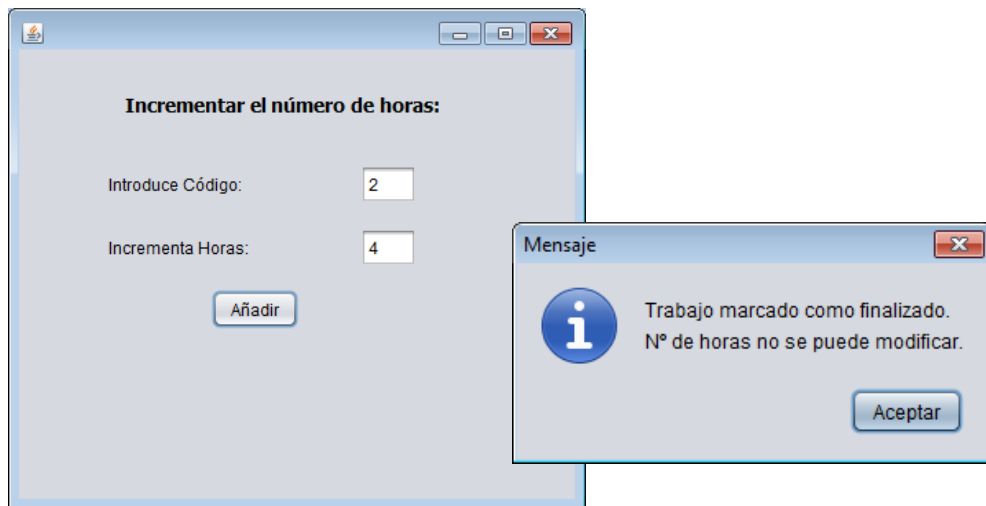 Incrementar el número de horas:
Introduce Código: 2
Incrementa Horas: 4
Añadir
Mensaje
Trabajo marcado como finalizado.
Nº de horas no se puede modificar.
Aceptar